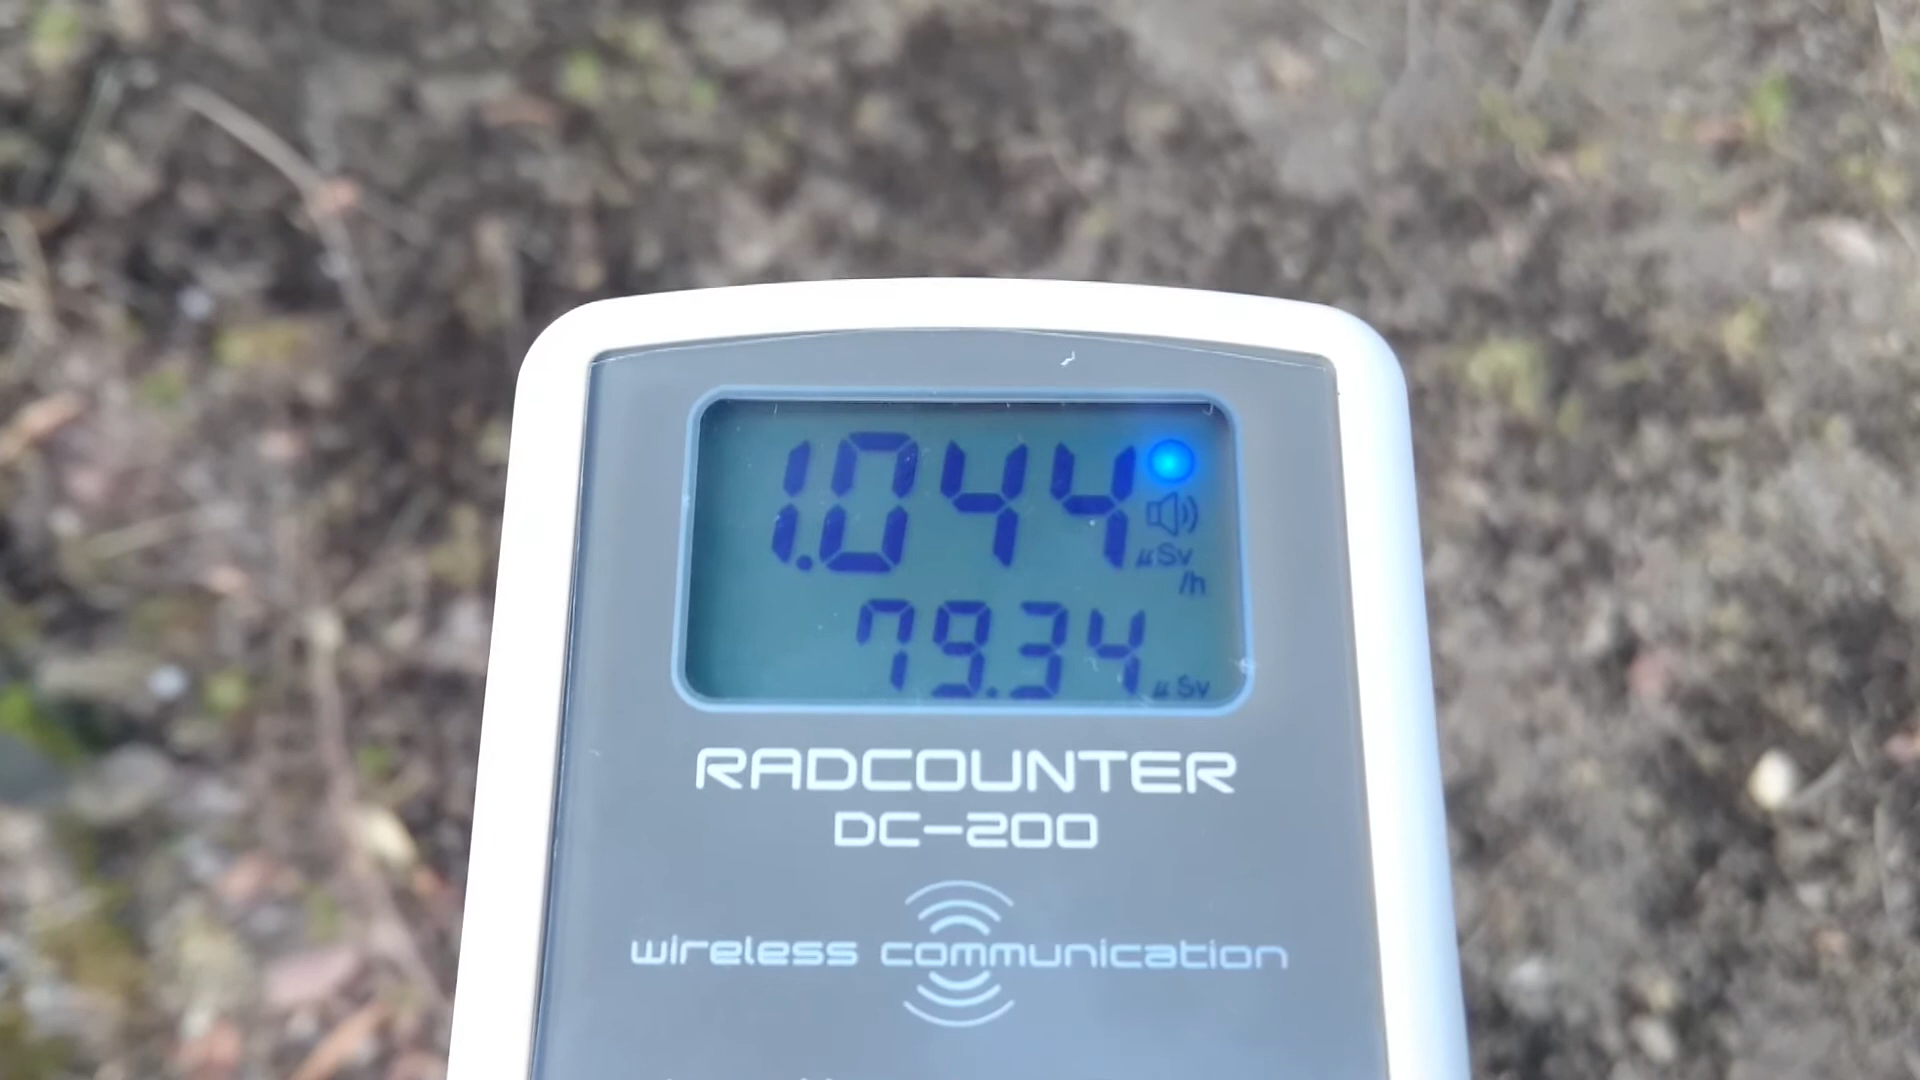 1.044 µSv/h
79.34 µSv
RADCOUNTER
DC-200
wireless communication